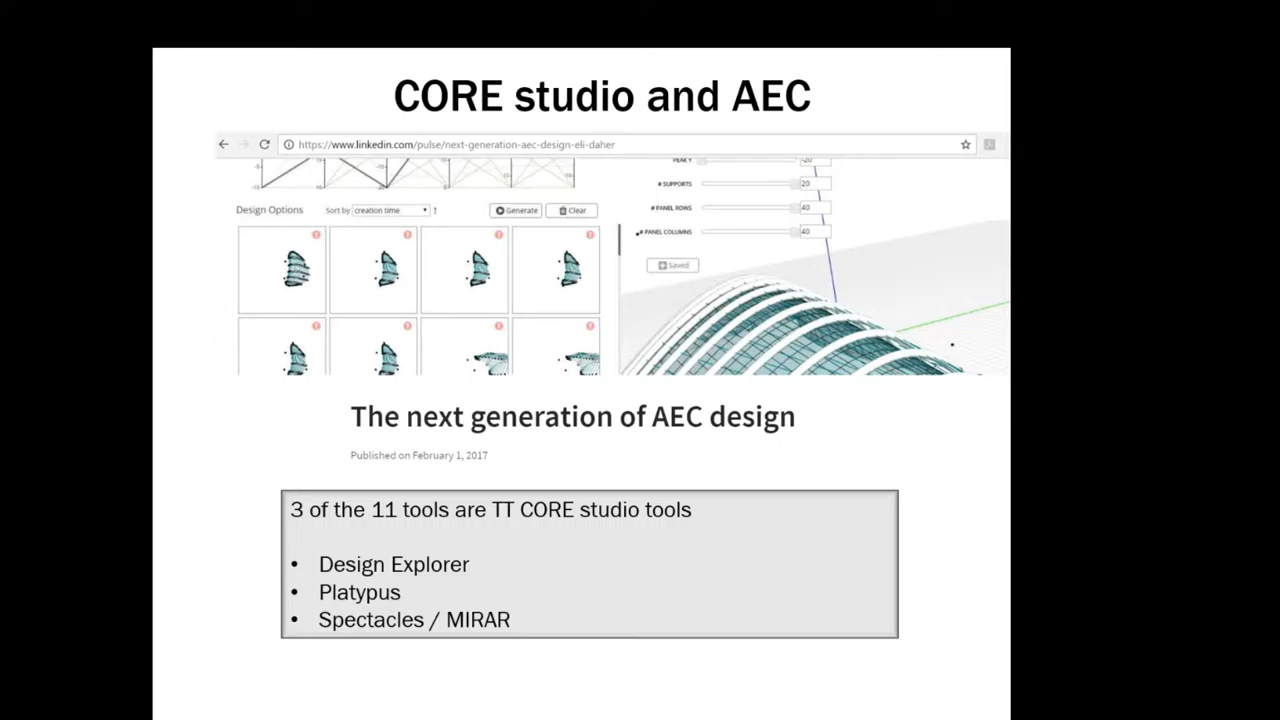 CORE studio and AEC
https://www.linkedin.com/pulse/next-generation-aec-design-eli-daher
PEAK Y -20
# SUPPORTS 20
# PANEL ROWS 40
# PANEL COLUMNS 40
Saved
Design Options Sort by creation time Generate Clear
The next generation of AEC design
Published on February 1, 2017
3 of the 11 tools are TT CORE studio tools
• Design Explorer
• Platypus
• Spectacles / MIRAR